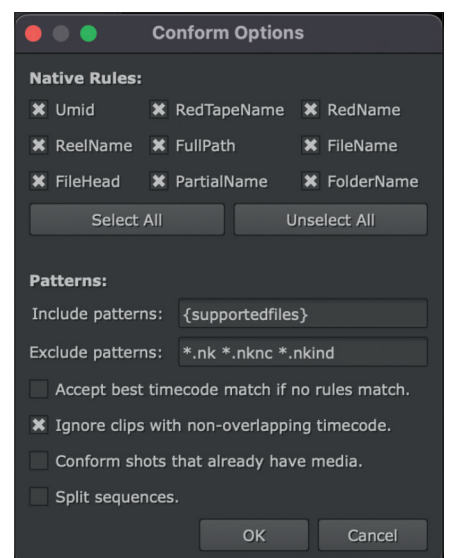 Conform Options
Native Rules:
Umid RedTapeName RedName
ReelName FullPath FileName
FileHead PartialName FolderName
Select All Unselect All
Patterns:
Include patterns: {supportedfiles}
Exclude patterns: *.nk *.nknc *.nkind
Accept best timecode match if no rules match.
Ignore clips with non-overlapping timecode.
Conform shots that already have media.
Split sequences.
OK Cancel